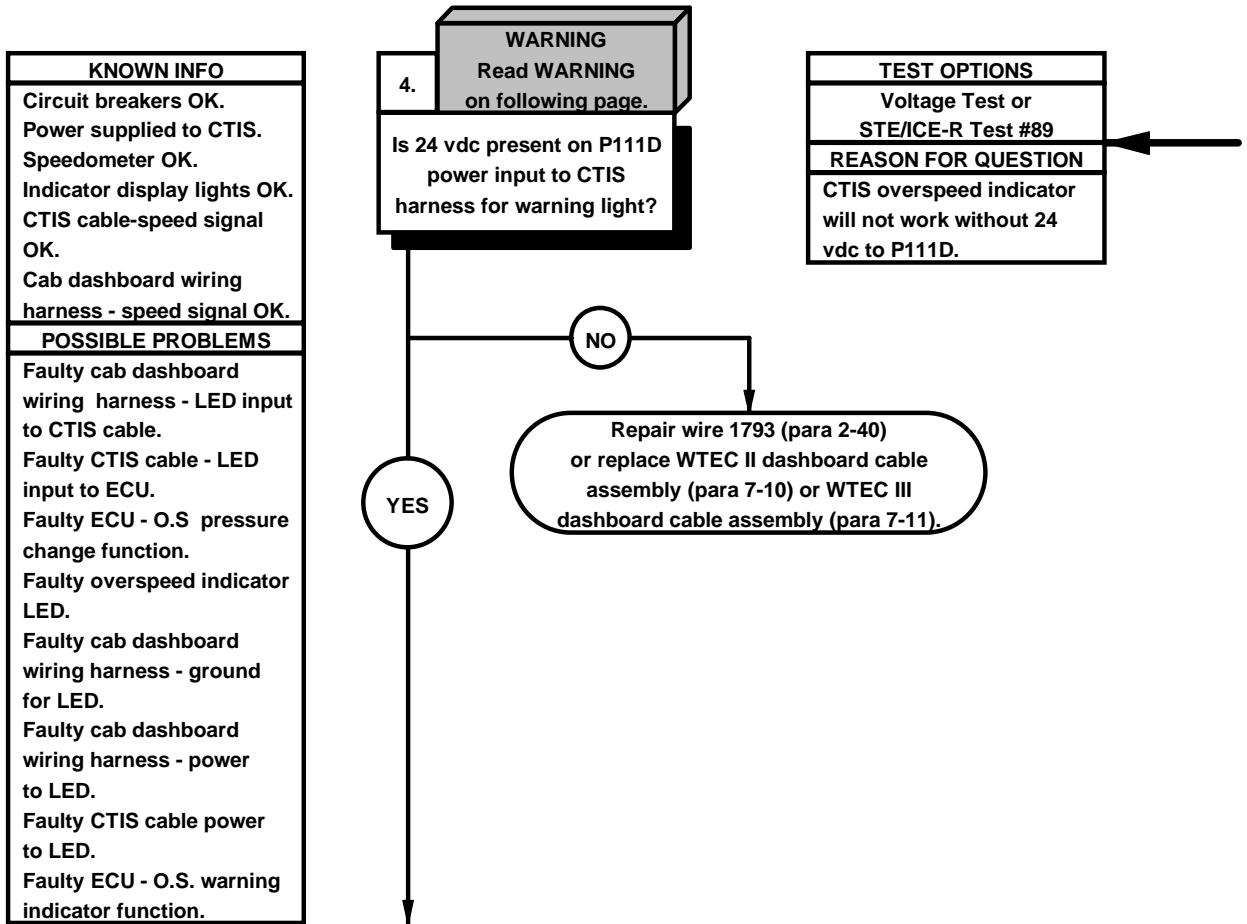 KNOWN INFO
Circuit breakers OK.
Power supplied to CTIS.
Speedometer OK.
Indicator display lights OK.
CTIS cable-speed signal
OK.
Cab dashboard wiring
harness - speed signal OK.
POSSIBLE PROBLEMS
Faulty cab dashboard
wiring harness - LED input
to CTIS cable.
Faulty CTIS cable - LED
input to ECU.
Faulty ECU - O.S pressure
change function.
Faulty overspeed indicator
LED.
Faulty cab dashboard
wiring harness - ground
for LED.
Faulty cab dashboard
wiring harness - power
to LED.
Faulty CTIS cable power
to LED.
Faulty ECU - O.S. warning
indicator function.
WARNING
Read WARNING
on following page.
4.
Is 24 vdc present on P111D
power input to CTIS
harness for warning light?
NO
YES
Repair wire 1793 (para 2-40)
or replace WTEC II dashboard cable
assembly (para 7-10) or WTEC III
dashboard cable assembly (para 7-11).
TEST OPTIONS
Voltage Test or
STE/ICE-R Test #89
REASON FOR QUESTION
CTIS overspeed indicator
will not work without 24
vdc to P111D.